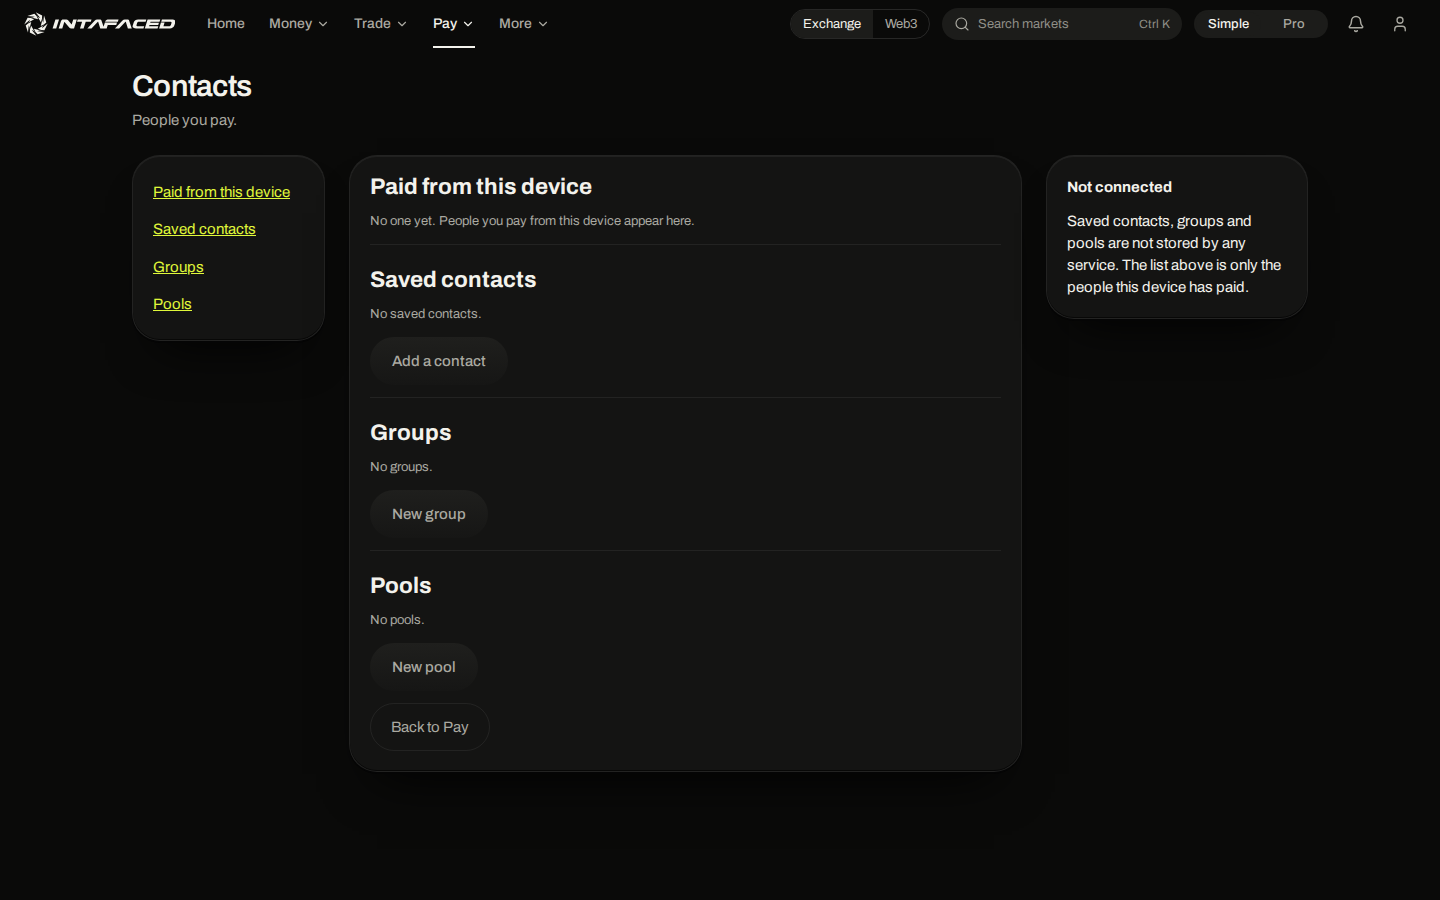 INTAFACED Home Money Trade Pay More Exchange Web3 Search markets Ctrl K Simple Pro
Contacts
People you pay.
Paid from this device
Saved contacts
Groups
Pools
Paid from this device
No one yet. People you pay from this device appear here.
Saved contacts
No saved contacts.
Add a contact
Groups
No groups.
New group
Pools
No pools.
New pool
Back to Pay
Not connected
Saved contacts, groups and
pools are not stored by any
service. The list above is only the
people this device has paid.